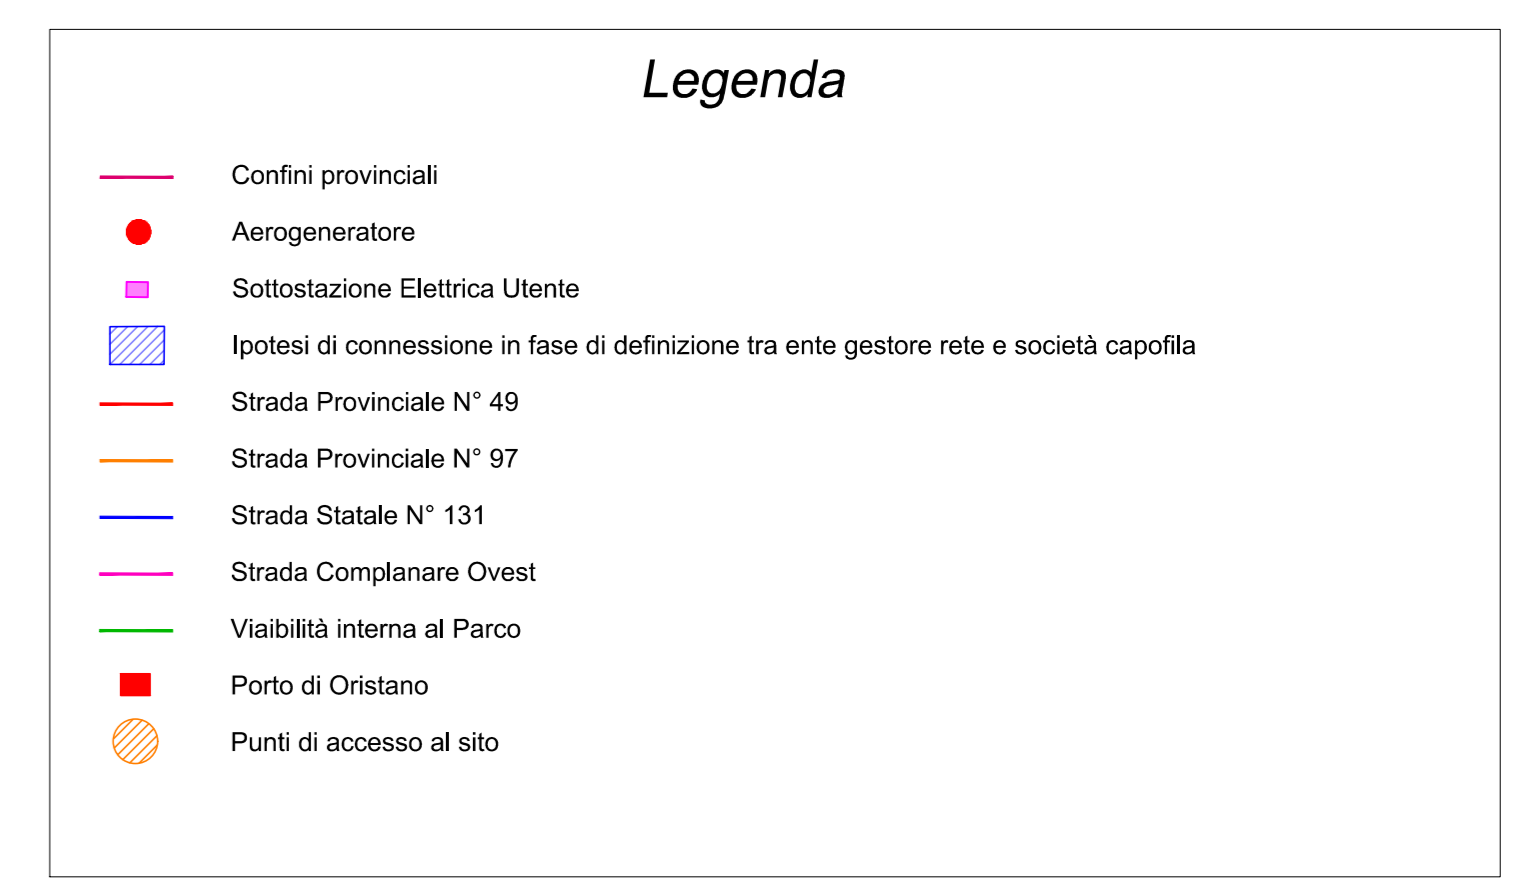 Legenda
Confini provinciali
Aerogeneratore
Sottostazione Elettrica Utente
Ipotesi di connessione in fase di definizione tra ente gestore rete e società capofila
Strada Provinciale N° 49
Strada Provinciale N° 97
Strada Statale N° 131
Strada Complanare Ovest
Viaibilità interna al Parco
Porto di Oristano
Punti di accesso al sito